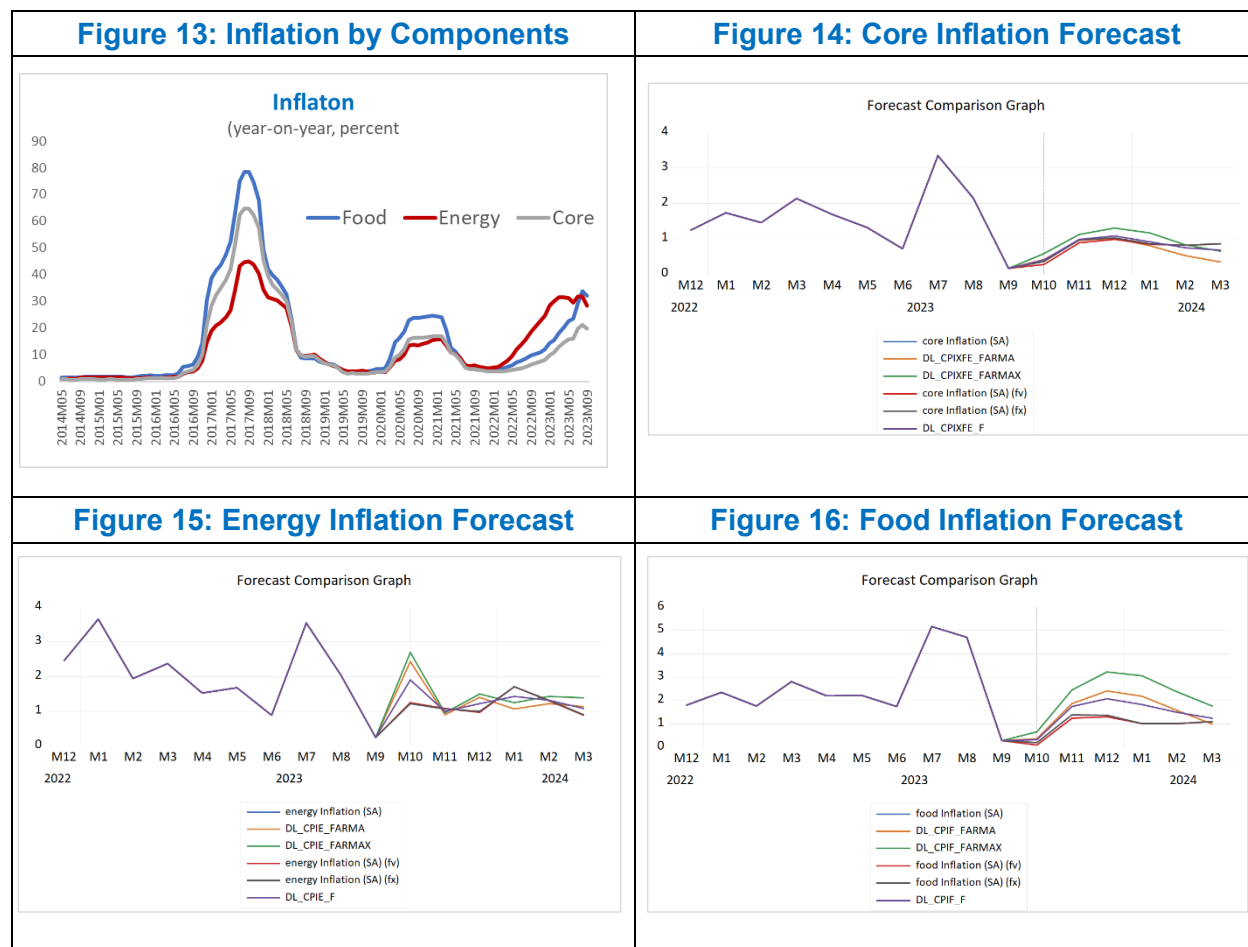 Figure 13: Inflation by Components
Figure 14: Core Inflation Forecast
Inflaton
(year-on-year, percent
90
80
70
60
50
40
30
20
10
0
Food
Energy
Core
2014M05
2014M09
2015M01
2015M05
2015M09
2016M01
2016M05
2016M09
2017M01
2017M05
2017M09
2018M01
2018M05
2018M09
2019M01
2019M05
2019M09
2020M01
2020M05
2020M09
2021M01
2021M05
2021M09
2022M01
2022M05
2022M09
2023M01
2023M05
2023M09
Forecast Comparison Graph
4
3
2
1
0
M12 M1 M2 M3 M4 M5 M6 M7 M8 M9 M10 M11 M12 M1 M2 M3
2022 2023 2024
core Inflation (SA)
DL_CPIXFE_FARMA
DL_CPIXFE_FARMAX
core Inflation (SA) (fv)
core Inflation (SA) (fx)
DL_CPIXFE_F
Figure 15: Energy Inflation Forecast
Figure 16: Food Inflation Forecast
Forecast Comparison Graph
4
3
2
1
0
M12 M1 M2 M3 M4 M5 M6 M7 M8 M9 M10 M11 M12 M1 M2 M3
2022 2023 2024
energy Inflation (SA)
DL_CPIE_FARMA
DL_CPIE_FARMAX
energy Inflation (SA) (fv)
energy Inflation (SA) (fx)
DL_CPIE_F
Forecast Comparison Graph
6
5
4
3
2
1
0
M12 M1 M2 M3 M4 M5 M6 M7 M8 M9 M10 M11 M12 M1 M2 M3
2022 2023 2024
food Inflation (SA)
DL_CPIF_FARMA
DL_CPIF_FARMAX
food Inflation (SA) (fv)
food Inflation (SA) (fx)
DL_CPIF_F